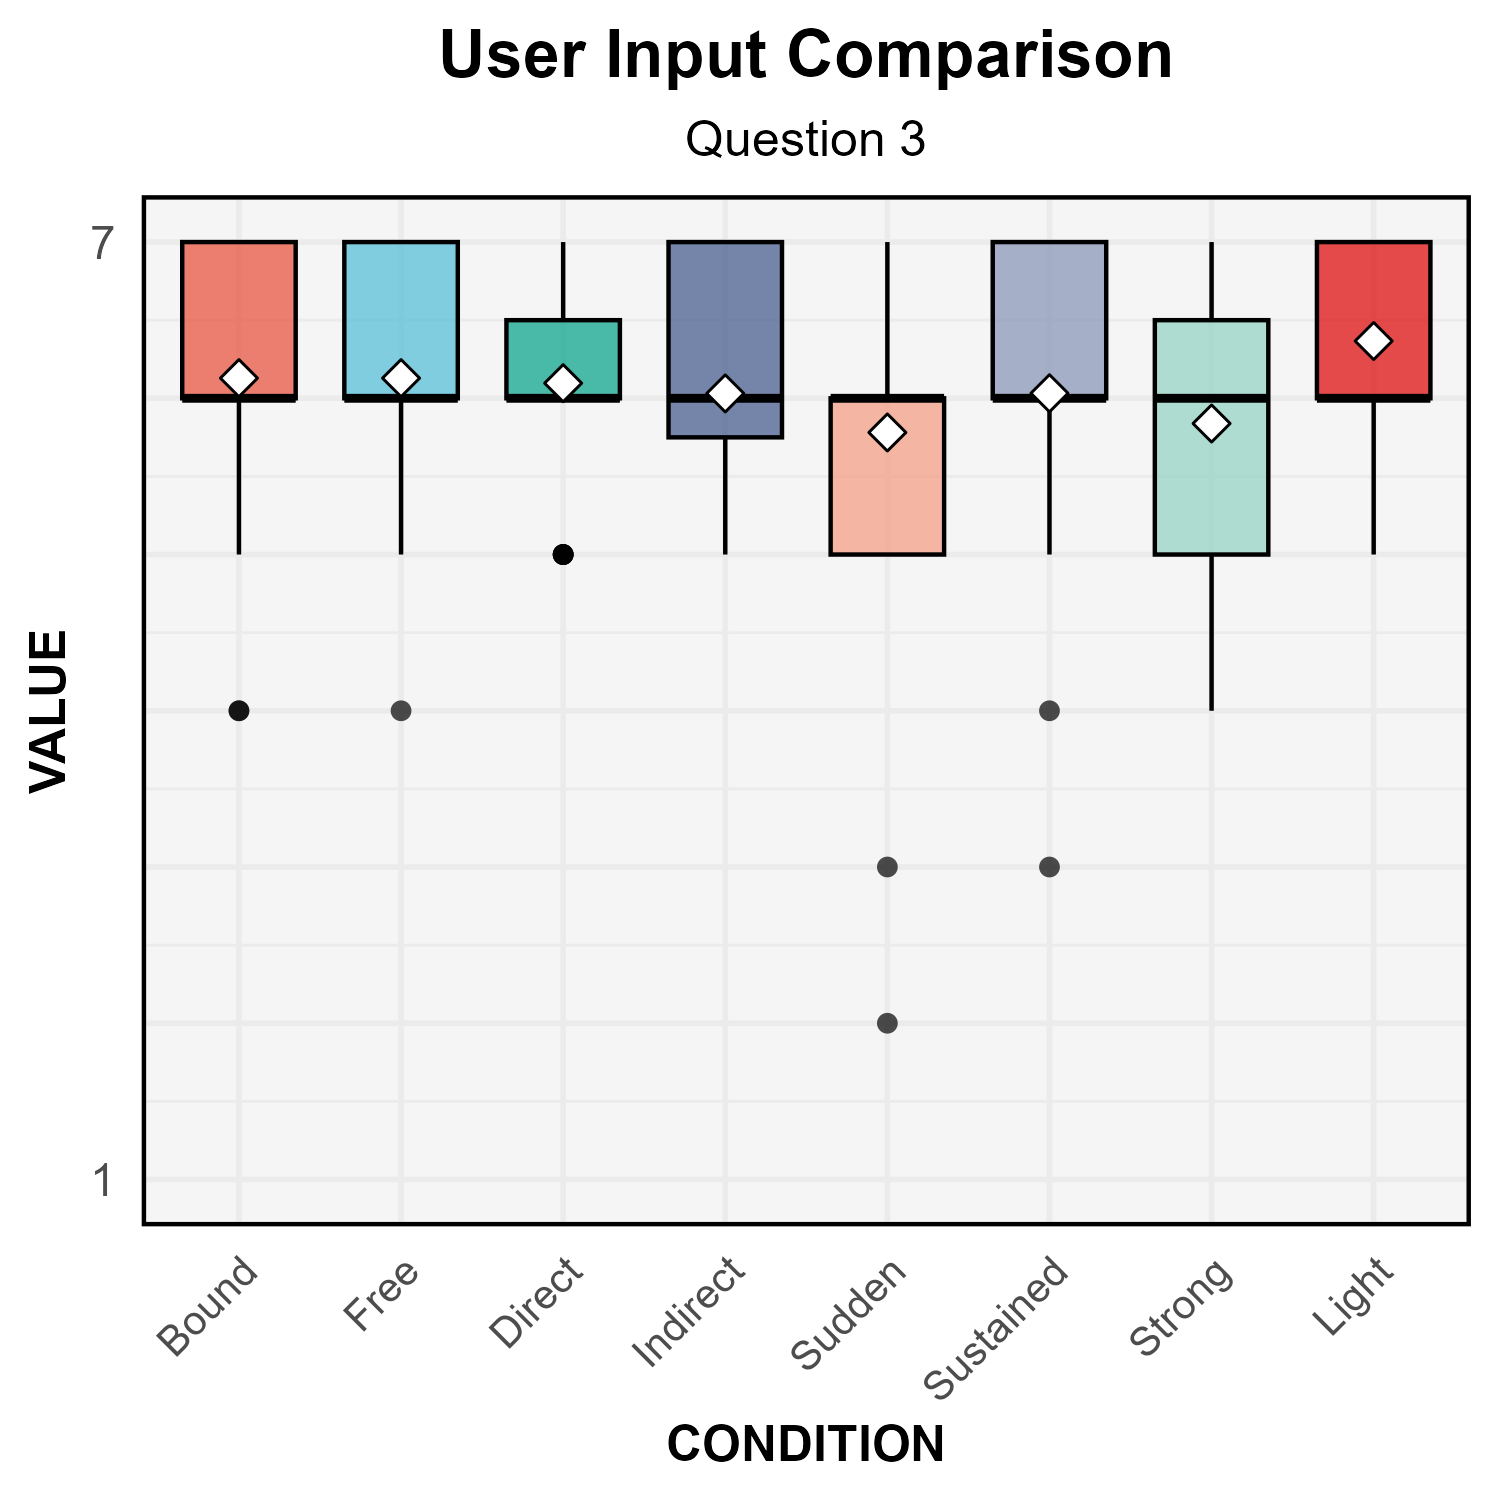 User Input Comparison
Question 3
7
1
VALUE
Bound
Free
Direct
Indirect
Sudden
Sustained
Strong
Light
CONDITION